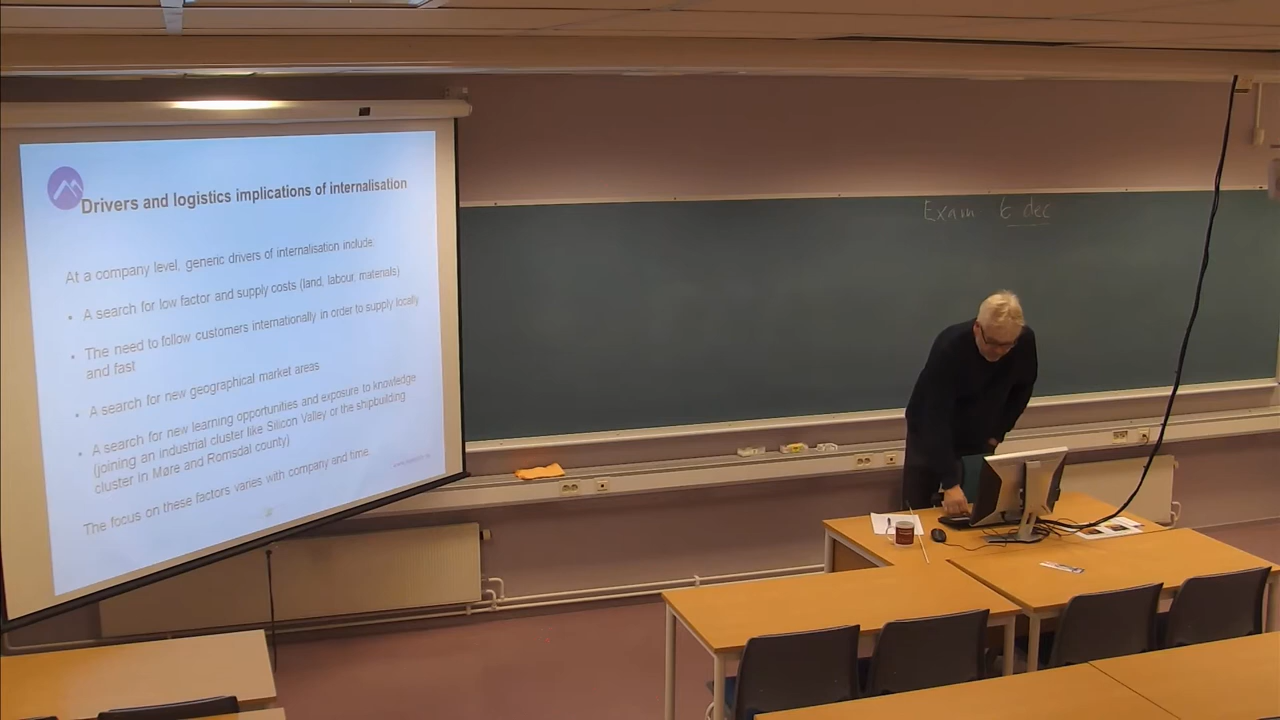 Drivers and logistics implications of internalisation
At a company level, generic drivers of internalisation include:
• A search for low factor and supply costs (land, labour, materials)
• The need to follow customers internationally in order to supply locally
and fast
• A search for new geographical market areas
• A search for new learning opportunities and exposure to knowledge
(joining an industrial cluster like Silicon Valley or the shipbuilding
cluster in Møre and Romsdal county)
The focus on these factors varies with company and time.
Exam 6 dec